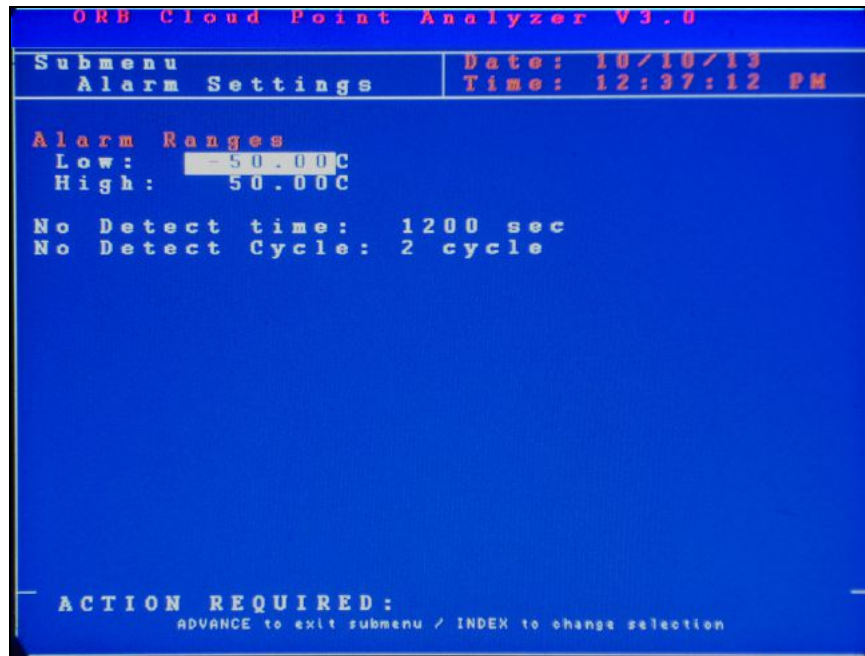 ORB Cloud Point Analyzer V3.0
Submenu
Date: 10/10/13
Alarm Settings
Time: 12:37:12 PM
Alarm Ranges
Low: -50.00C
High: 50.00C
No Detect time: 1200 sec
No Detect Cycle: 2 cycle
ACTION REQUIRED:
ADVANCE to exit submenu / INDEX to change selection